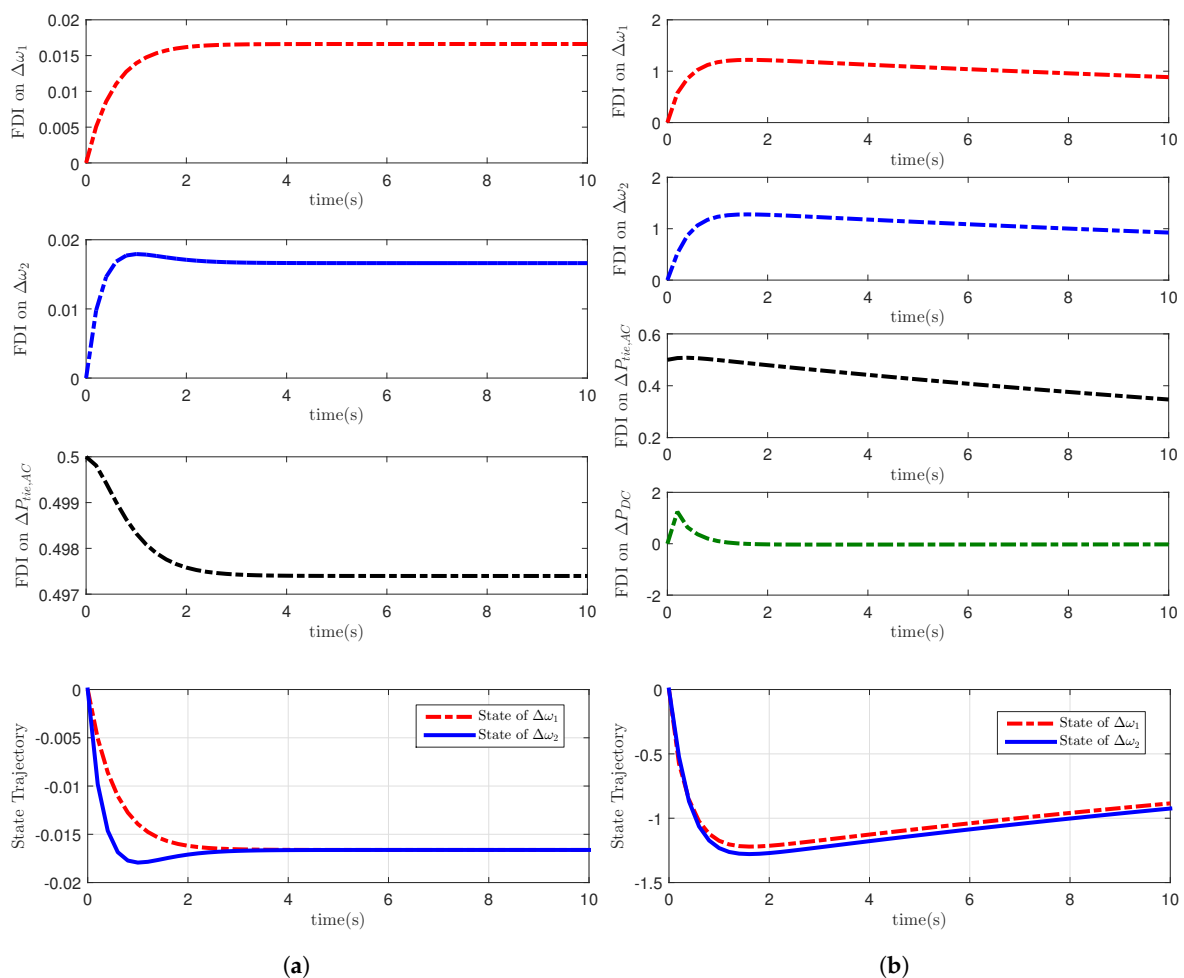 FDI on Δω₁
0.02
0.015
0.01
0.005
0
0 2 4 6 8 10
time(s)
FDI on Δω₂
0.02
0.01
0
0 2 4 6 8 10
time(s)
FDI on ΔP_{tie,AC}
0.5
0.499
0.498
0.497
0 2 4 6 8 10
time(s)
State Trajectory
0
-0.005
-0.01
-0.015
-0.02
State of Δω₁
State of Δω₂
0 2 4 6 8 10
time(s)
(a)
FDI on Δω₁
2
1
0
0 2 4 6 8 10
time(s)
FDI on Δω₂
2
1
0
0 2 4 6 8 10
time(s)
FDI on ΔP_{tie,AC}
0.6
0.4
0.2
0 2 4 6 8 10
time(s)
FDI on ΔP_{DC}
2
0
-2
0 2 4 6 8 10
time(s)
State Trajectory
0
-0.5
-1
-1.5
State of Δω₁
State of Δω₂
0 2 4 6 8 10
time(s)
(b)